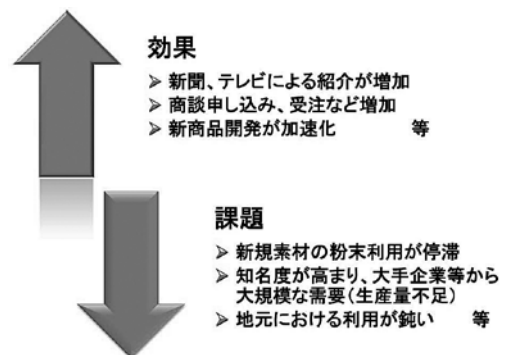 効果
➢ 新聞、テレビによる紹介が増加
➢ 商談申し込み、受注など増加
➢ 新商品開発が加速化　　　等
課題
➢ 新規素材の粉末利用が停滞
➢ 知名度が高まり、大手企業等から
大規模な需要(生産量不足)
➢ 地元における利用が鈍い　　等